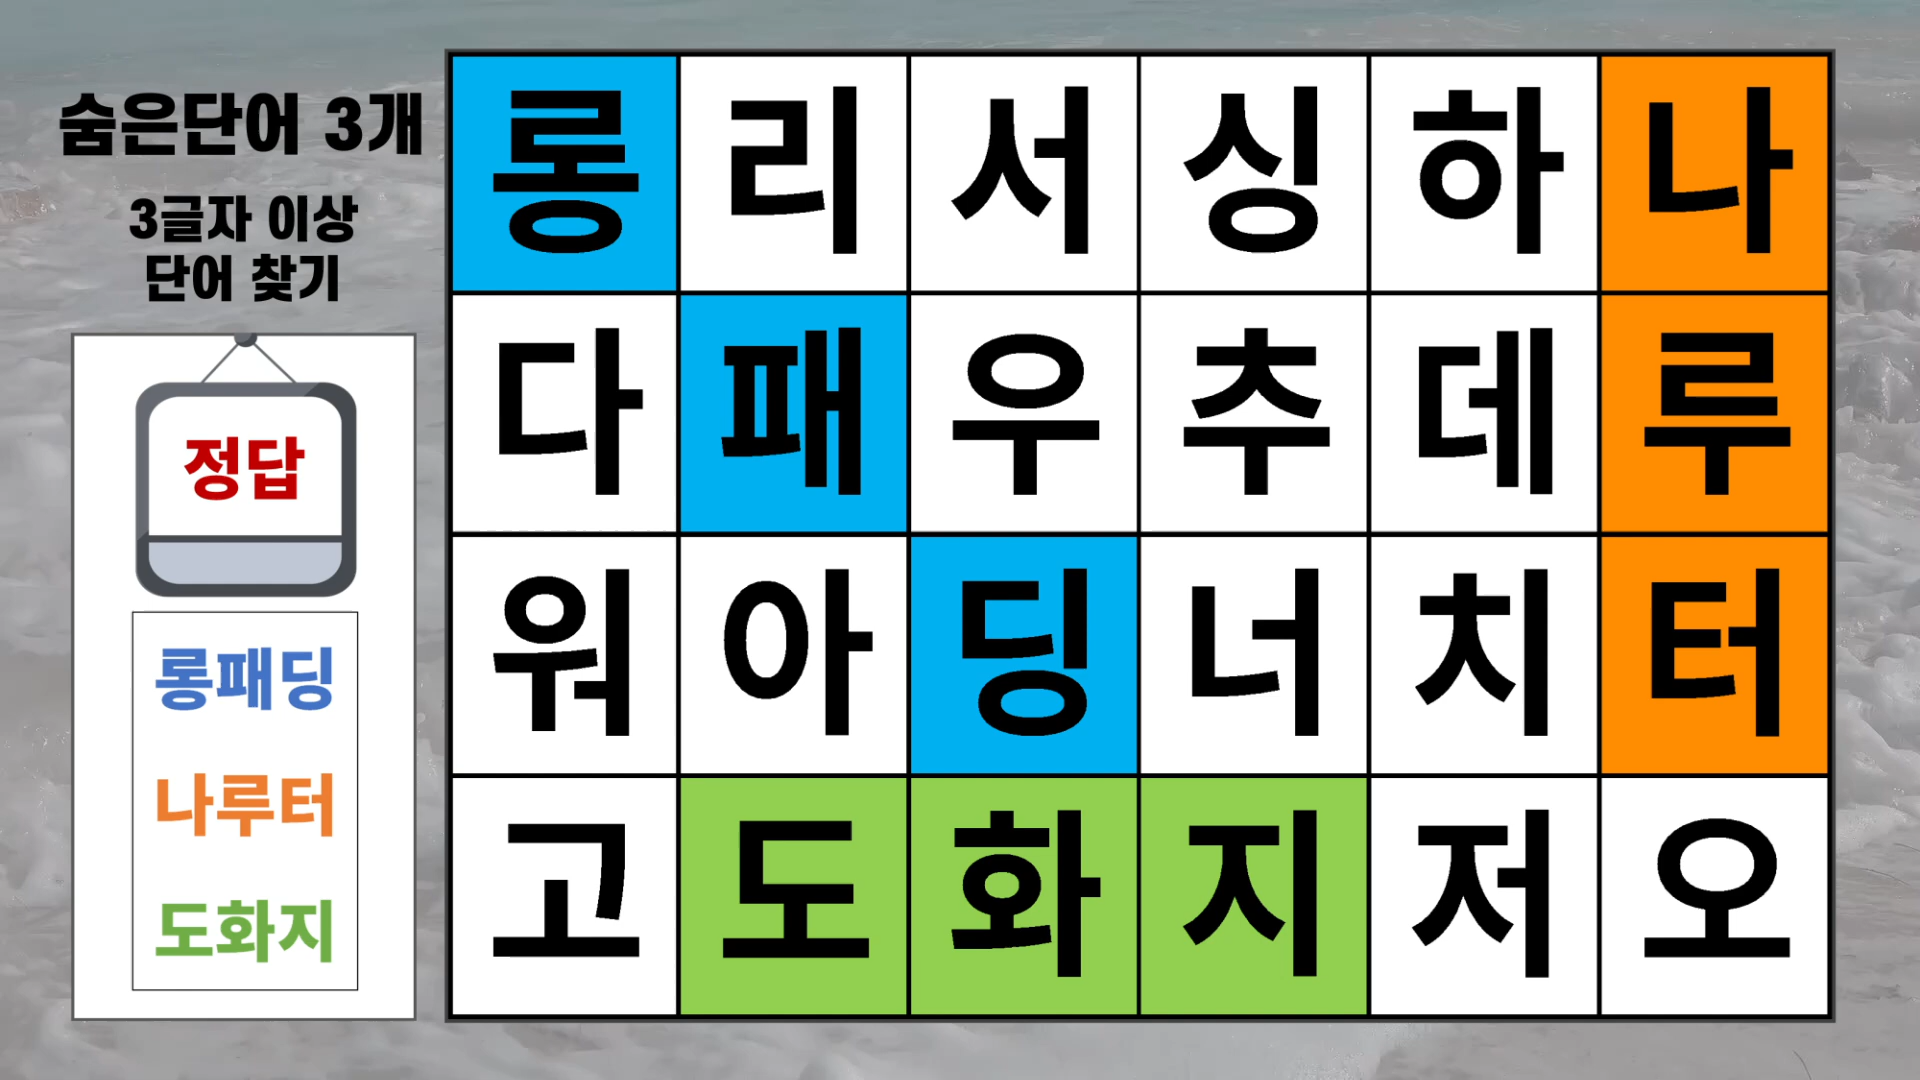 숨은단어 3개
3글자 이상
단어 찾기
정답
롱패딩
나루터
도화지
롱 리 서 싱 하 나
다 패 우 추 데 루
워 아 딩 너 치 터
고 도 화 지 저 오